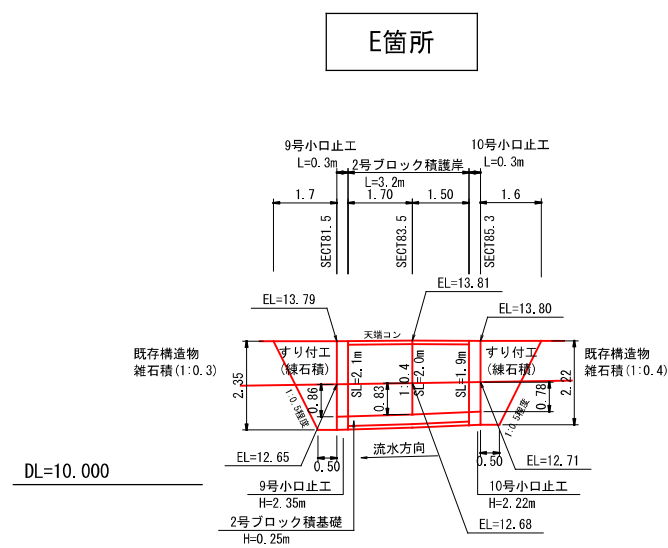 E箇所
9号小口止工
L=0.3m
2号ブロック積護岸
L=3.2m
10号小口止工
L=0.3m
1.7
1.70
1.50
1.6
SECT81.5
SECT83.5
SECT85.3
EL=13.79
EL=13.81
EL=13.80
天端コン
既存構造物
雑石積(1:0.3)
すり付工
(練石積)
すり付工
(練石積)
既存構造物
雑石積(1:0.4)
2.35
1:0.5程度
0.86
SL=2.1m
0.83
1:0.4
SL=2.0m
SL=1.9m
0.78
1:0.5程度
2.22
EL=12.65
0.50
流水方向
0.50
EL=12.71
DL=10.000
9号小口止工
H=2.35m
10号小口止工
H=2.22m
2号ブロック積基礎
H=0.25m
EL=12.68